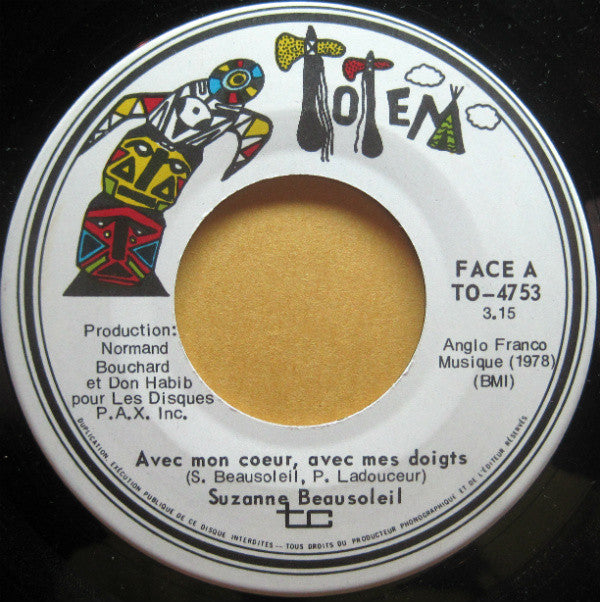 TOTEM
FACE A
TO-4753
3.15
Production:
Normand
Bouchard
et Don Habib
pour Les Disques
P.A.X. Inc.
Anglo Franco
Musique (1978)
(BMI)
Avec mon coeur, avec mes doigts
(S. Beausoleil, P. Ladouceur)
Suzanne Beausoleil
tc
DUPLICATION, EXÉCUTION PUBLIQUE DE CE DISQUE INTERDITES -- TOUS DROITS DU PRODUCTEUR PHONOGRAPHIQUE ET DE L'ÉDITEUR RÉSERVÉS